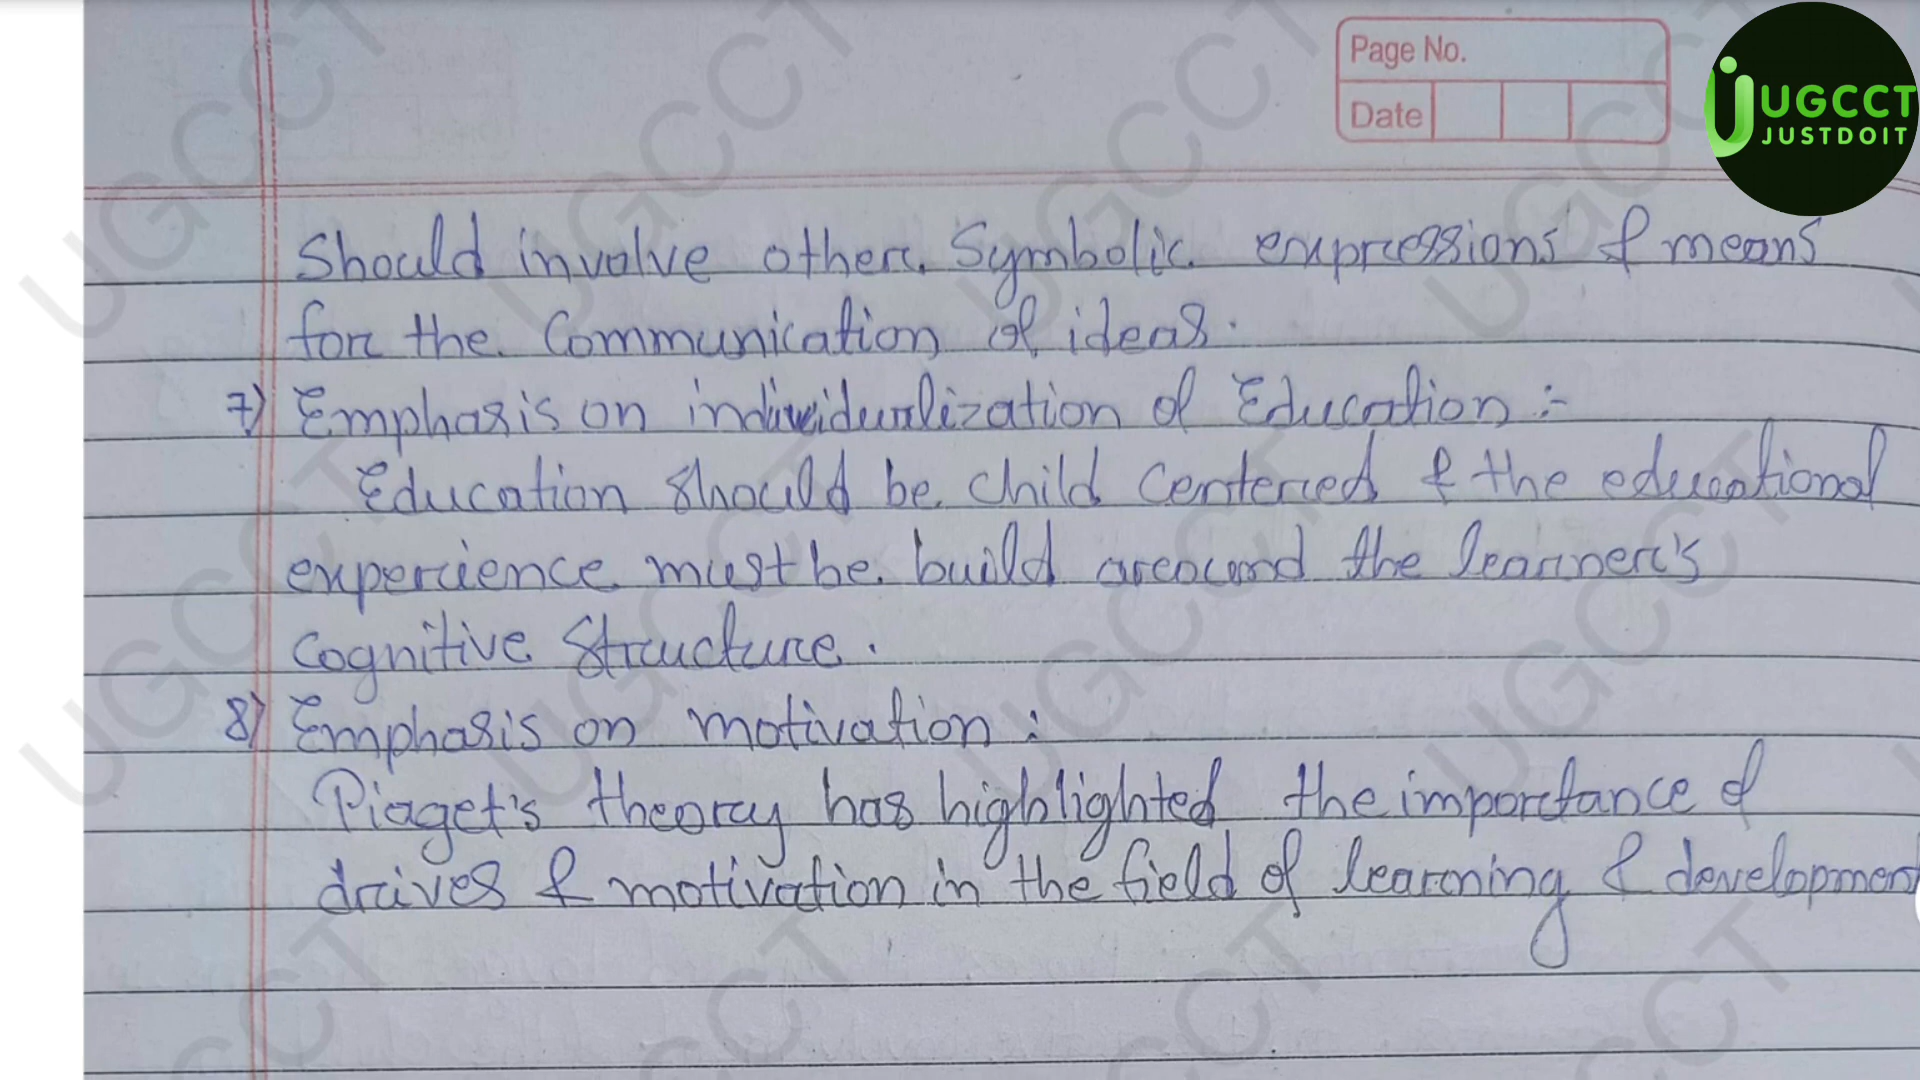 Page No.
Date
UGCCT
JUSTDOIT
Should involve other Symbolic expressions & means
for the Communication of ideas.
7) Emphasis on individualization of Education :-
Education should be child centered & the educational
experience must be build around the learner's
Cognitive Structure.
8) Emphasis on motivation :
Piaget's theory has highlighted the importance of
drives & motivation in the field of learning & development